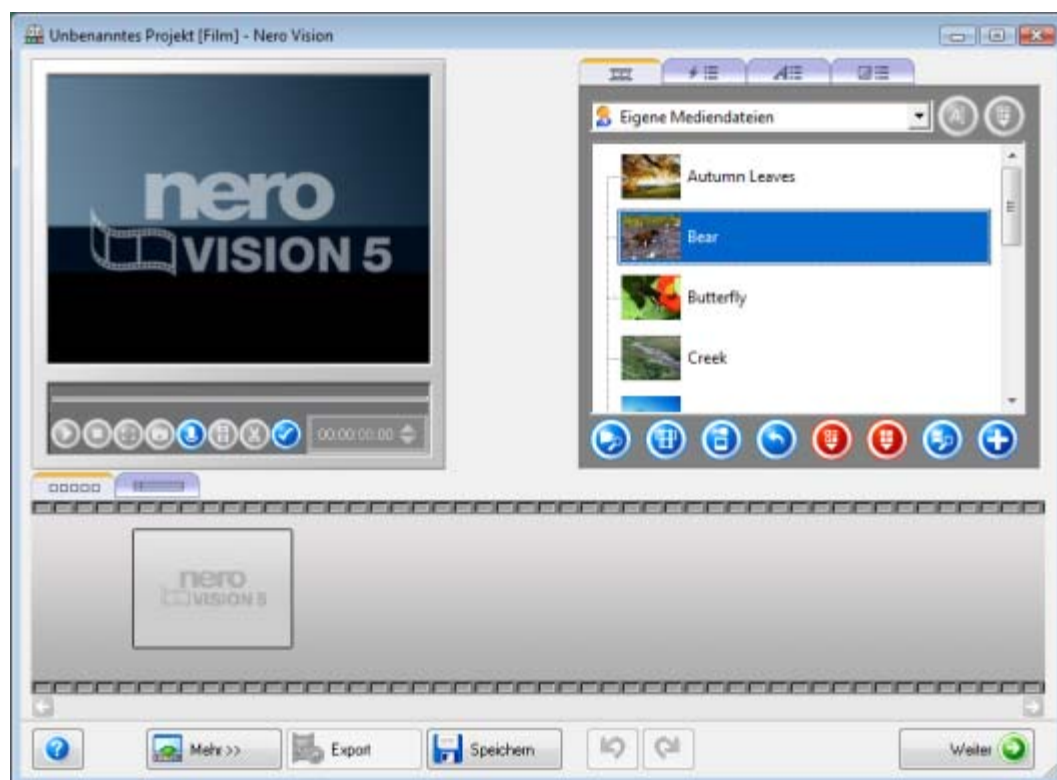 Unbenanntes Projekt [Film] - Nero Vision
nero
VISION 5
00:00:00:00
Eigene Mediendateien
Autumn Leaves
Bear
Butterfly
Creek
nero
VISION 5
Mehr >>
Export
Speichern
Weiter